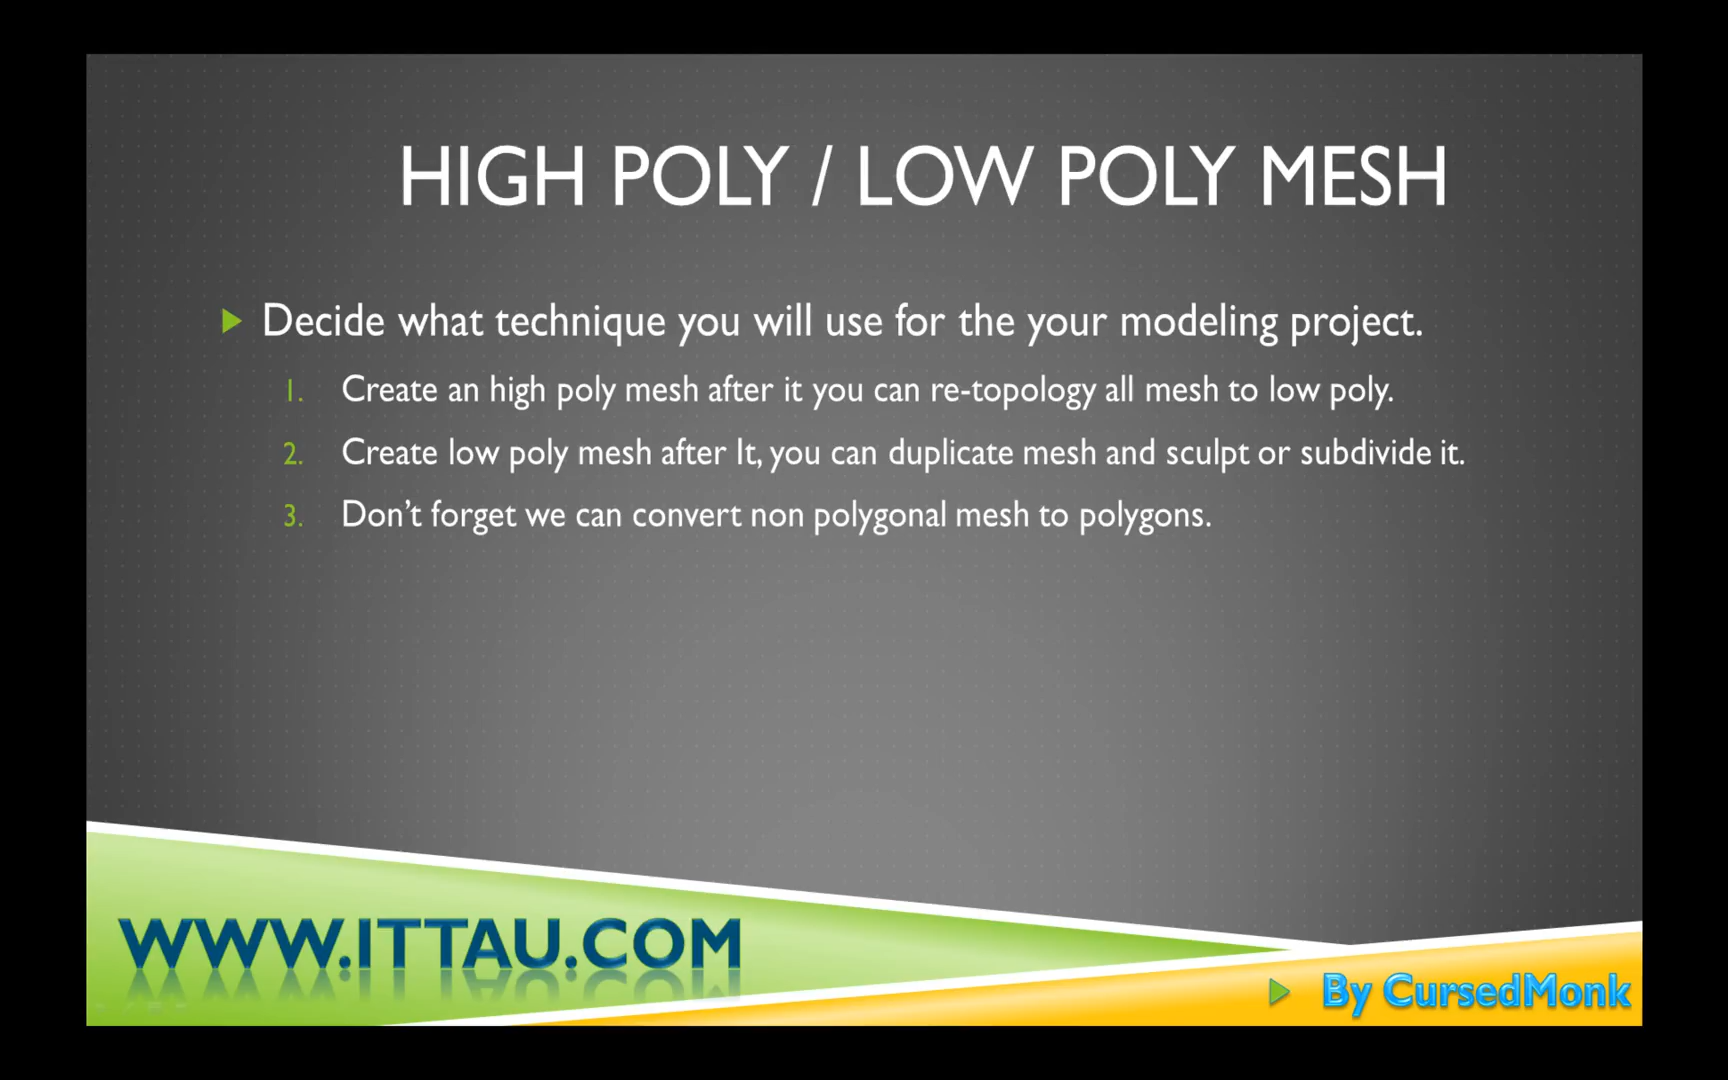 HIGH POLY / LOW POLY MESH
Decide what technique you will use for the your modeling project.
1. Create an high poly mesh after it you can re-topology all mesh to low poly.
2. Create low poly mesh after It, you can duplicate mesh and sculpt or subdivide it.
3. Don’t forget we can convert non polygonal mesh to polygons.
WWW.ITTAU.COM
By CursedMonk